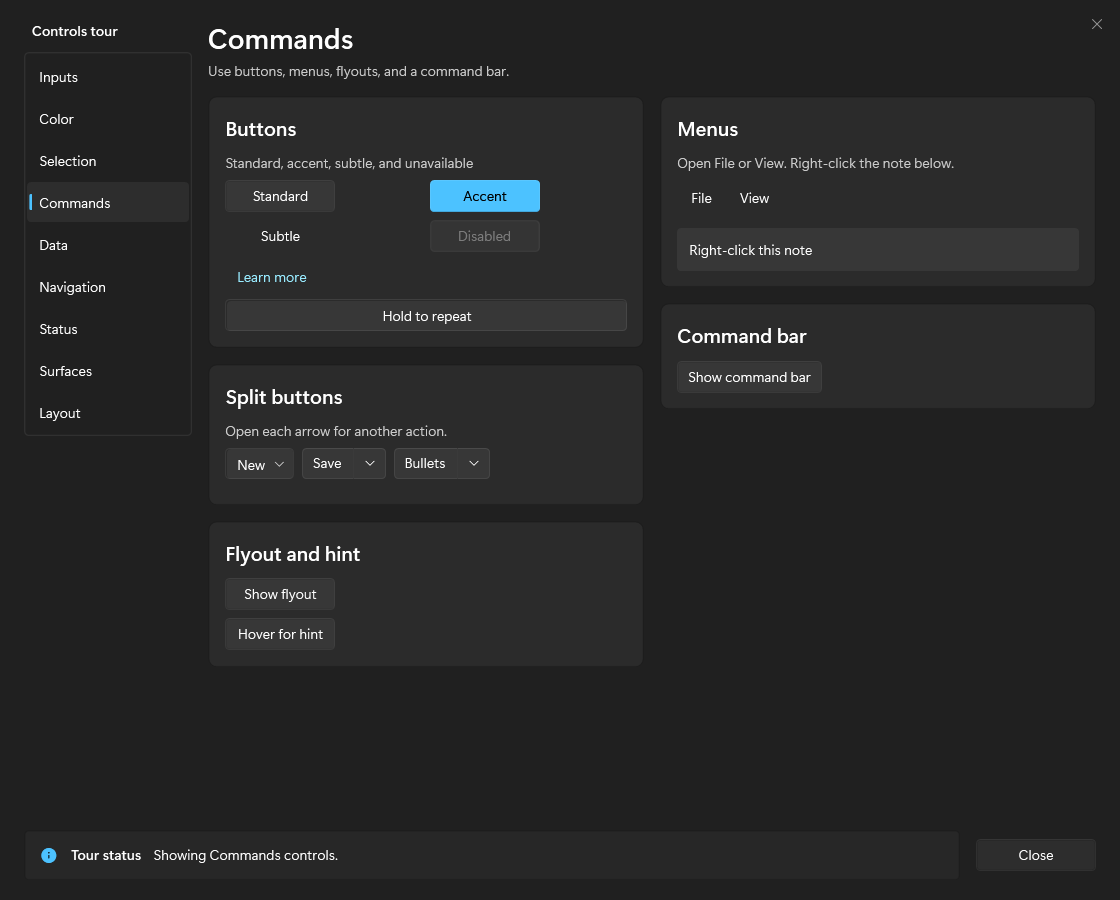 Controls tour
Inputs
Color
Selection
Commands
Data
Navigation
Status
Surfaces
Layout
Commands
Use buttons, menus, flyouts, and a command bar.
Buttons
Standard, accent, subtle, and unavailable
Standard
Accent
Subtle
Disabled
Learn more
Hold to repeat
Split buttons
Open each arrow for another action.
New
Save
Bullets
Flyout and hint
Show flyout
Hover for hint
Menus
Open File or View. Right-click the note below.
File
View
Right-click this note
Command bar
Show command bar
Tour status
Showing Commands controls.
Close